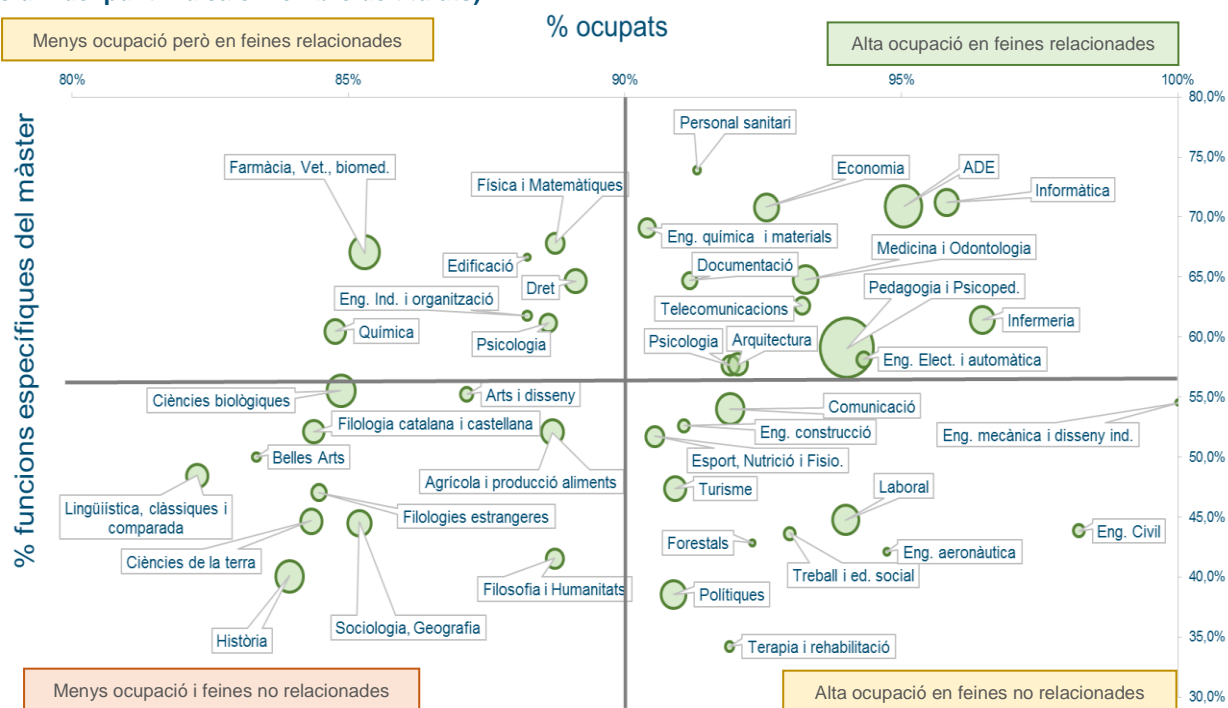 % ocupats
Menys ocupació però en feines relacionades
Alta ocupació en feines relacionades
80%
85%
90%
95%
100%
% funcions específiques del màster
80,0%
75,0%
70,0%
65,0%
60,0%
55,0%
50,0%
45,0%
40,0%
35,0%
30,0%
Personal sanitari
Farmàcia, Vet., biomed.
Física i Matemàtiques
Economia
ADE
Informàtica
Eng. química i materials
Medicina i Odontologia
Edificació
Documentació
Dret
Pedagogia i Psicoped.
Eng. Ind. i organització
Telecomunicacions
Infermeria
Química
Psicologia
Psicologia
Arquitectura
Eng. Elect. i automàtica
Ciències biològiques
Arts i disseny
Comunicació
Filologia catalana i castellana
Eng. construcció
Eng. mecànica i disseny ind.
Belles Arts
Esport, Nutrició i Fisio.
Agrícola i producció aliments
Turisme
Laboral
Lingüística, clàssiques i
comparada
Filologies estrangeres
Eng. Civil
Forestals
Eng. aeronàutica
Ciències de la terra
Treball i ed. social
Filosofia i Humanitats
Polítiques
Sociologia, Geografia
Història
Teràpia i rehabilitació
Menys ocupació i feines no relacionades
Alta ocupació en feines no relacionades